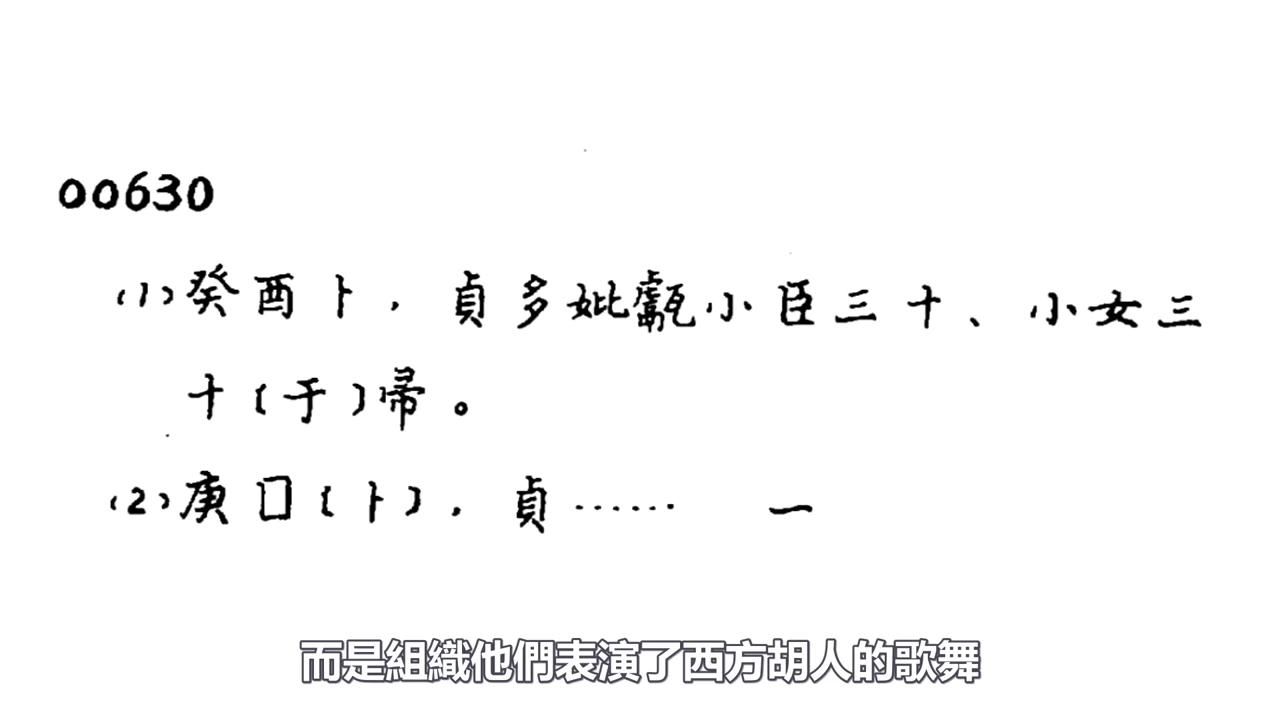 00630
(1)癸酉卜，貞多妣甗小臣三十、小女三
十〔于〕帚。
(2)庚囗〔卜〕，貞…… 一
而是組織他們表演了西方胡人的歌舞